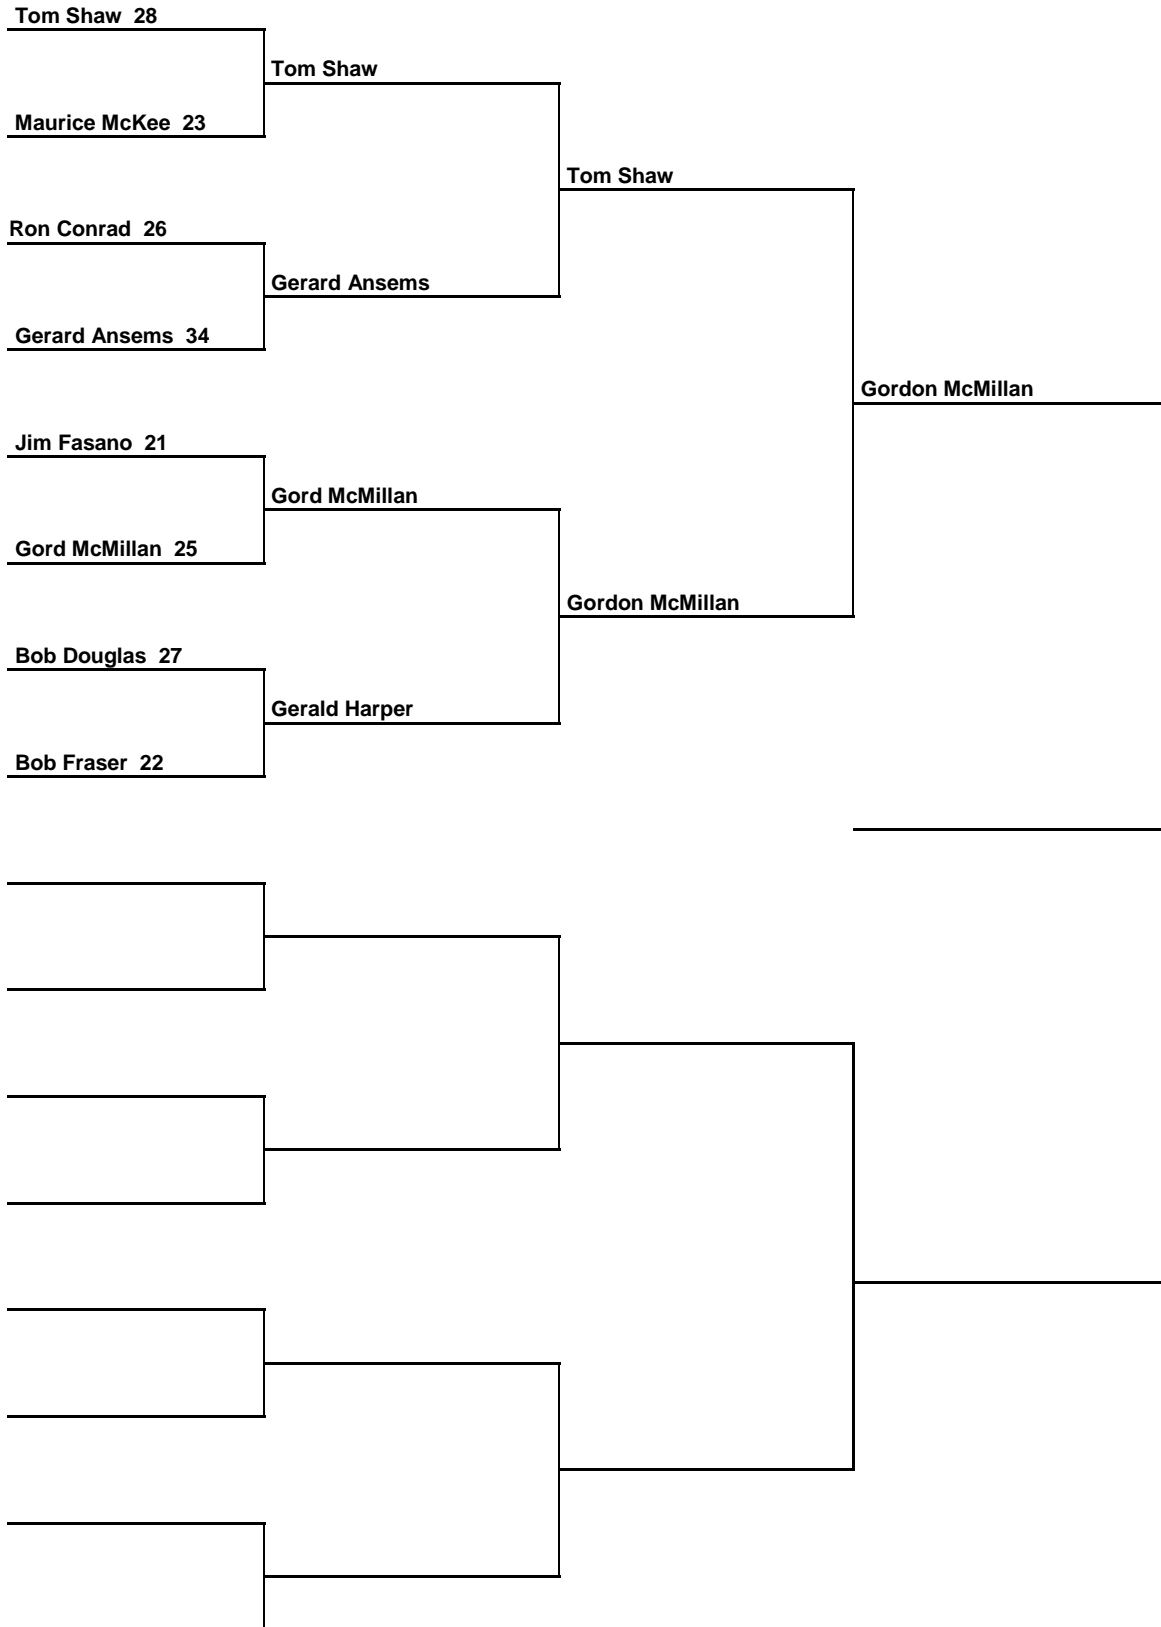 Tom Shaw 28
Tom Shaw
Maurice McKee 23
Tom Shaw
Ron Conrad 26
Gerard Ansems
Gerard Ansems 34
Gordon McMillan
Jim Fasano 21
Gord McMillan
Gord McMillan 25
Gordon McMillan
Bob Douglas 27
Gerald Harper
Bob Fraser 22